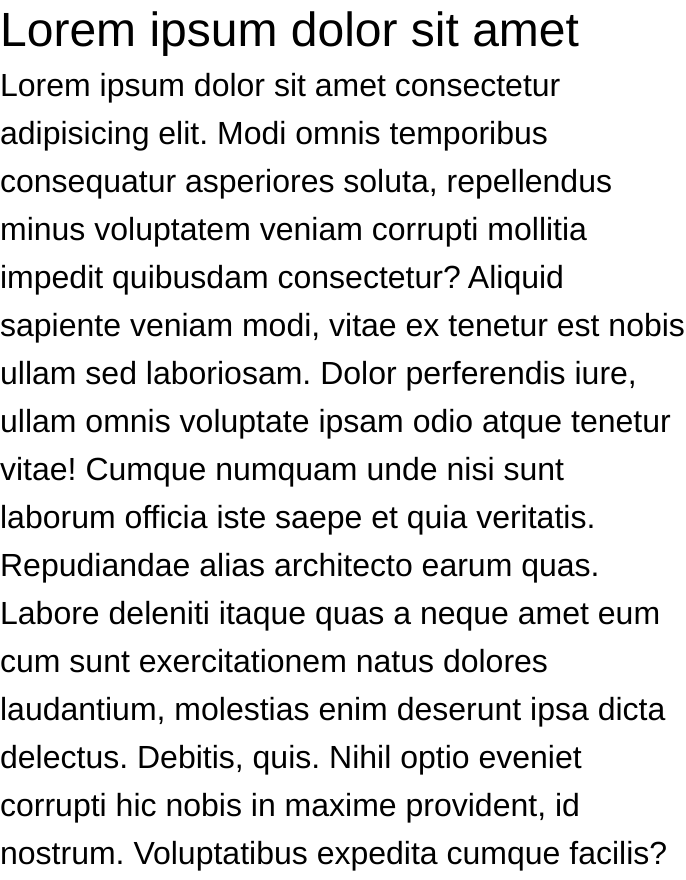 Lorem ipsum dolor sit amet
Lorem ipsum dolor sit amet consectetur
adipisicing elit. Modi omnis temporibus
consequatur asperiores soluta, repellendus
minus voluptatem veniam corrupti mollitia
impedit quibusdam consectetur? Aliquid
sapiente veniam modi, vitae ex tenetur est nobis
ullam sed laboriosam. Dolor perferendis iure,
ullam omnis voluptate ipsam odio atque tenetur
vitae! Cumque numquam unde nisi sunt
laborum officia iste saepe et quia veritatis.
Repudiandae alias architecto earum quas.
Labore deleniti itaque quas a neque amet eum
cum sunt exercitationem natus dolores
laudantium, molestias enim deserunt ipsa dicta
delectus. Debitis, quis. Nihil optio eveniet
corrupti hic nobis in maxime provident, id
nostrum. Voluptatibus expedita cumque facilis?